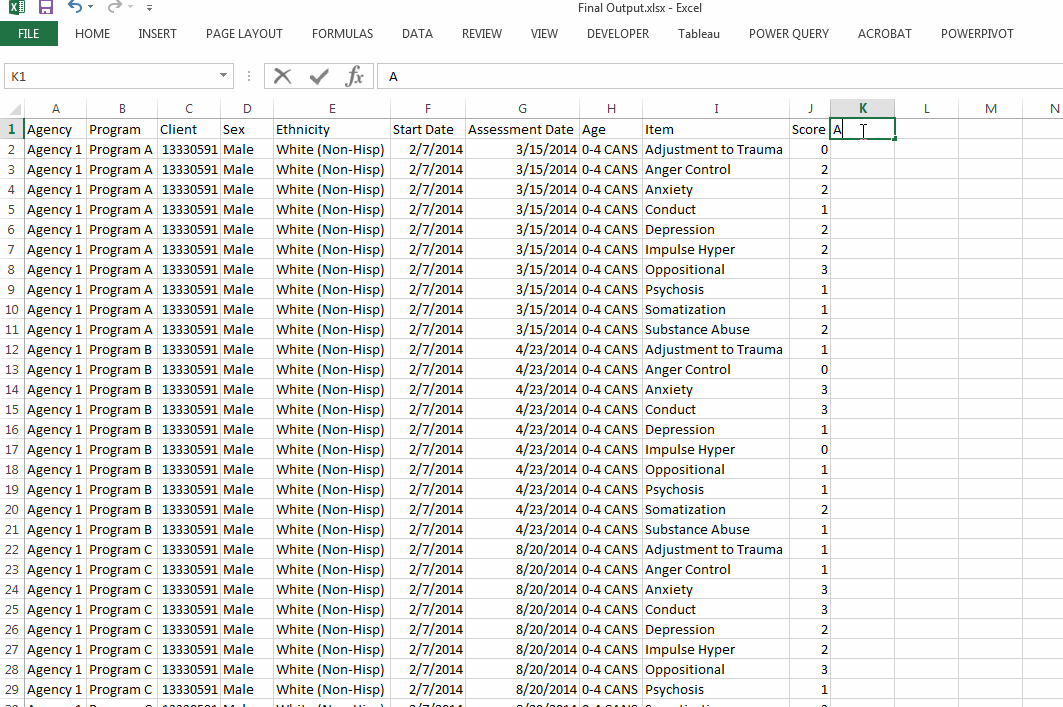 Final Output.xlsx - Excel
FILE HOME INSERT PAGE LAYOUT FORMULAS DATA REVIEW VIEW DEVELOPER Tableau POWER QUERY ACROBAT POWERPIVOT
K1 fx A
A B C D E F G H I J K L M N
1 Agency Program Client Sex Ethnicity Start Date Assessment Date Age Item Score A
2 Agency 1 Program A 13330591 Male White (Non-Hisp) 2/7/2014 3/15/2014 0-4 CANS Adjustment to Trauma 0
3 Agency 1 Program A 13330591 Male White (Non-Hisp) 2/7/2014 3/15/2014 0-4 CANS Anger Control 2
4 Agency 1 Program A 13330591 Male White (Non-Hisp) 2/7/2014 3/15/2014 0-4 CANS Anxiety 2
5 Agency 1 Program A 13330591 Male White (Non-Hisp) 2/7/2014 3/15/2014 0-4 CANS Conduct 1
6 Agency 1 Program A 13330591 Male White (Non-Hisp) 2/7/2014 3/15/2014 0-4 CANS Depression 2
7 Agency 1 Program A 13330591 Male White (Non-Hisp) 2/7/2014 3/15/2014 0-4 CANS Impulse Hyper 2
8 Agency 1 Program A 13330591 Male White (Non-Hisp) 2/7/2014 3/15/2014 0-4 CANS Oppositional 3
9 Agency 1 Program A 13330591 Male White (Non-Hisp) 2/7/2014 3/15/2014 0-4 CANS Psychosis 1
10 Agency 1 Program A 13330591 Male White (Non-Hisp) 2/7/2014 3/15/2014 0-4 CANS Somatization 1
11 Agency 1 Program A 13330591 Male White (Non-Hisp) 2/7/2014 3/15/2014 0-4 CANS Substance Abuse 2
12 Agency 1 Program B 13330591 Male White (Non-Hisp) 2/7/2014 4/23/2014 0-4 CANS Adjustment to Trauma 1
13 Agency 1 Program B 13330591 Male White (Non-Hisp) 2/7/2014 4/23/2014 0-4 CANS Anger Control 0
14 Agency 1 Program B 13330591 Male White (Non-Hisp) 2/7/2014 4/23/2014 0-4 CANS Anxiety 3
15 Agency 1 Program B 13330591 Male White (Non-Hisp) 2/7/2014 4/23/2014 0-4 CANS Conduct 3
16 Agency 1 Program B 13330591 Male White (Non-Hisp) 2/7/2014 4/23/2014 0-4 CANS Depression 1
17 Agency 1 Program B 13330591 Male White (Non-Hisp) 2/7/2014 4/23/2014 0-4 CANS Impulse Hyper 0
18 Agency 1 Program B 13330591 Male White (Non-Hisp) 2/7/2014 4/23/2014 0-4 CANS Oppositional 1
19 Agency 1 Program B 13330591 Male White (Non-Hisp) 2/7/2014 4/23/2014 0-4 CANS Psychosis 1
20 Agency 1 Program B 13330591 Male White (Non-Hisp) 2/7/2014 4/23/2014 0-4 CANS Somatization 2
21 Agency 1 Program B 13330591 Male White (Non-Hisp) 2/7/2014 4/23/2014 0-4 CANS Substance Abuse 1
22 Agency 1 Program C 13330591 Male White (Non-Hisp) 2/7/2014 8/20/2014 0-4 CANS Adjustment to Trauma 1
23 Agency 1 Program C 13330591 Male White (Non-Hisp) 2/7/2014 8/20/2014 0-4 CANS Anger Control 1
24 Agency 1 Program C 13330591 Male White (Non-Hisp) 2/7/2014 8/20/2014 0-4 CANS Anxiety 3
25 Agency 1 Program C 13330591 Male White (Non-Hisp) 2/7/2014 8/20/2014 0-4 CANS Conduct 3
26 Agency 1 Program C 13330591 Male White (Non-Hisp) 2/7/2014 8/20/2014 0-4 CANS Depression 2
27 Agency 1 Program C 13330591 Male White (Non-Hisp) 2/7/2014 8/20/2014 0-4 CANS Impulse Hyper 2
28 Agency 1 Program C 13330591 Male White (Non-Hisp) 2/7/2014 8/20/2014 0-4 CANS Oppositional 3
29 Agency 1 Program C 13330591 Male White (Non-Hisp) 2/7/2014 8/20/2014 0-4 CANS Psychosis 1